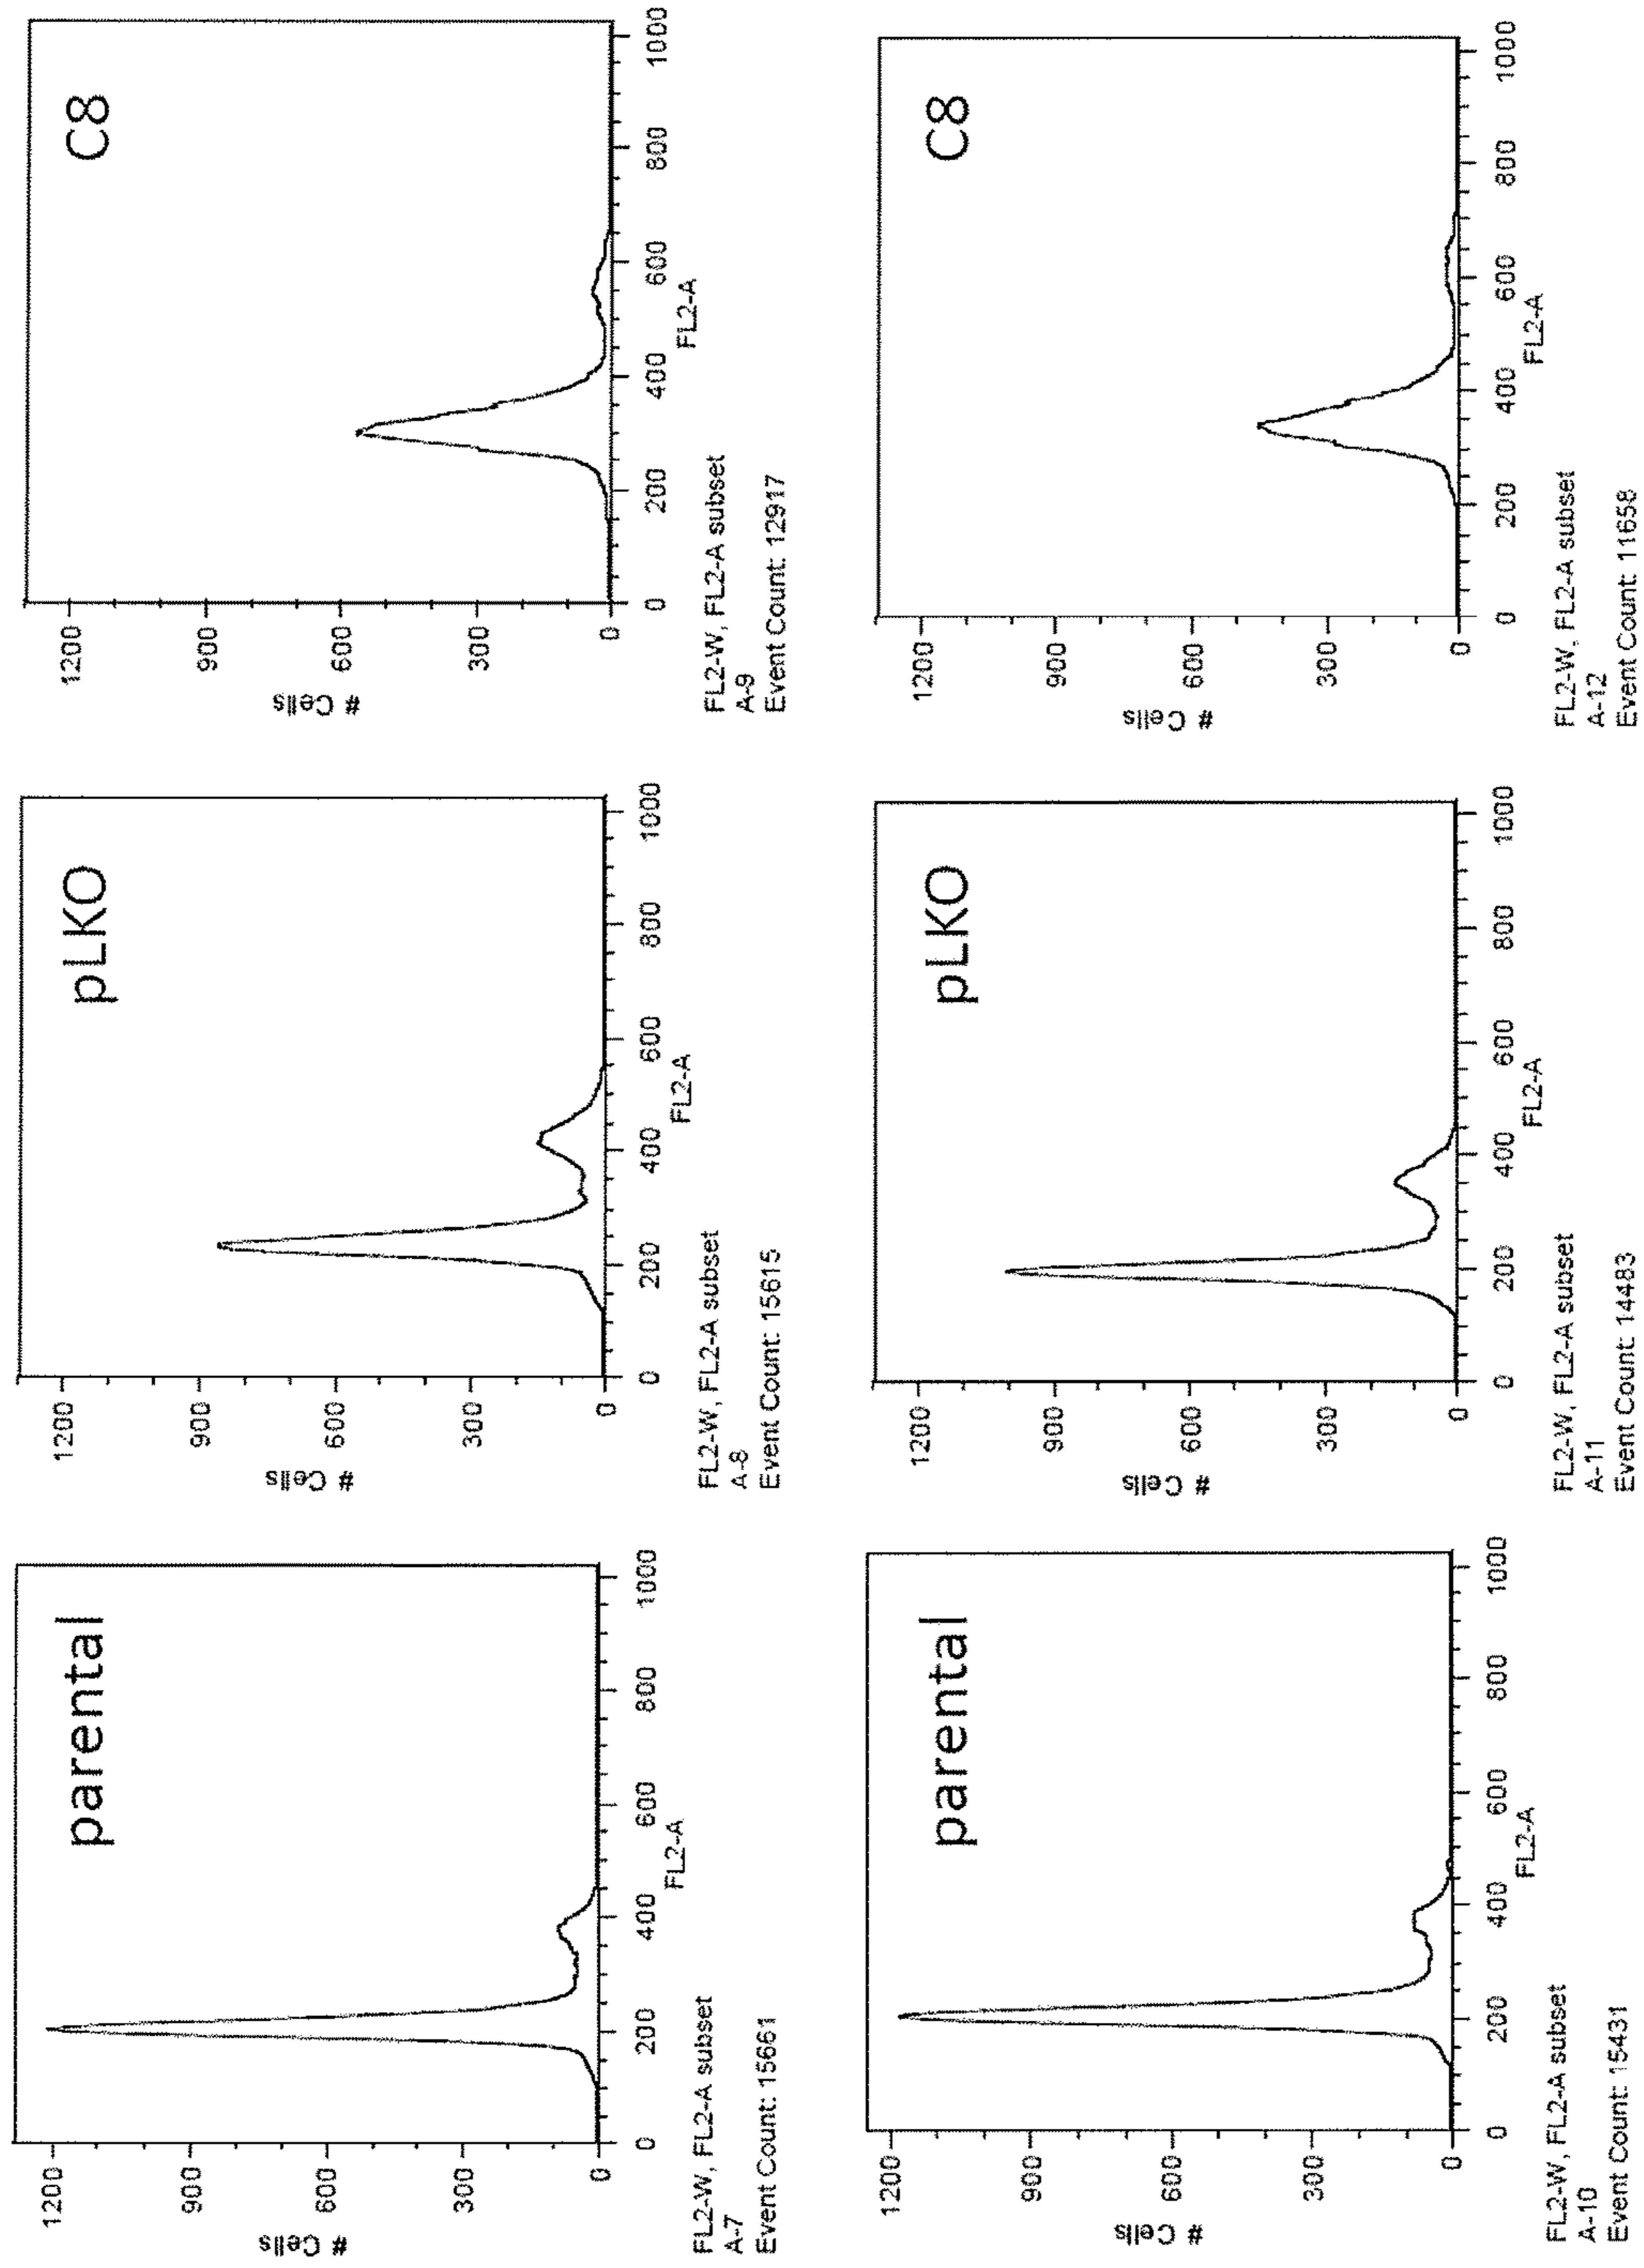 parental
1200
900
600
300
0
# Cells
0 200 400 600 800 1000
FL2-A
FL2-W, FL2-A subset
A-7
Event Count: 15661
pLKO
1200
900
600
300
0
# Cells
0 200 400 600 800 1000
FL2-A
FL2-W, FL2-A subset
A-8
Event Count: 15615
C8
1200
900
600
300
0
# Cells
0 200 400 600 800 1000
FL2-A
FL2-W, FL2-A subset
A-9
Event Count: 12917
parental
1200
900
600
300
0
# Cells
0 200 400 600 800 1000
FL2-A
FL2-W, FL2-A subset
A-10
Event Count: 15431
pLKO
1200
900
600
300
0
# Cells
0 200 400 600 800 1000
FL2-A
FL2-W, FL2-A subset
A-11
Event Count: 14483
C8
1200
900
600
300
0
# Cells
0 200 400 600 800 1000
FL2-A
FL2-W, FL2-A subset
A-12
Event Count: 11658